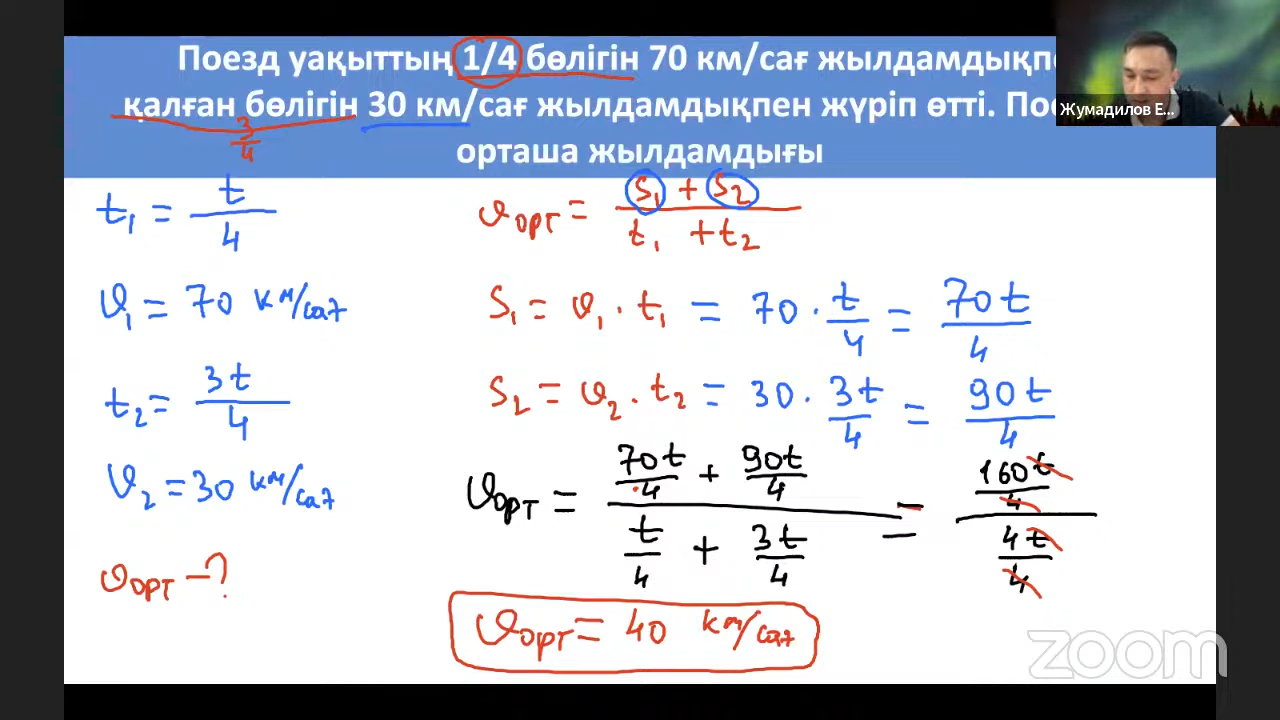 Поезд уақыттың 1/4 бөлігін 70 км/сағ
қалған бөлігін 30 км/сағ жылдамдықпен жүріп өтті.
орташа жылдамдығы
Жумадилов Е...
3/4
t₁ = t/4
υ₁ = 70 км/сағ
t₂ = 3t/4
υ₂ = 30 км/сағ
υорт – ?
υорт = (S₁ + S₂)/(t₁ + t₂)
S₁ = υ₁ · t₁ = 70 · t/4 = 70t/4
S₂ = υ₂ · t₂ = 30 · 3t/4 = 90t/4
υорт = (70t/4 + 90t/4)/(t/4 + 3t/4) = (160t/4)/(4t/4)
υорт = 40 км/сағ
zoom